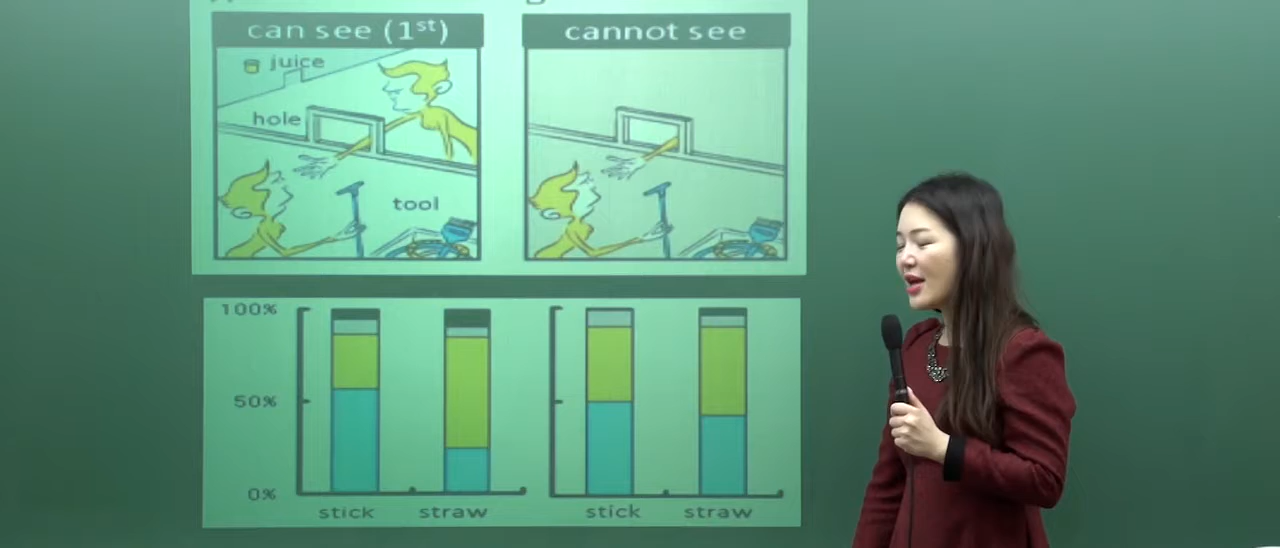 can see (1st)
cannot see
juice
hole
tool
100%
50%
0%
stick straw
stick straw